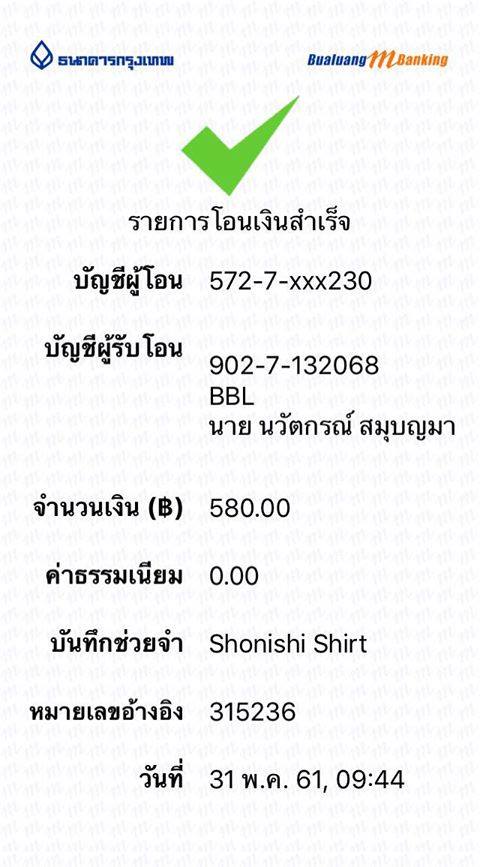 ธนาคารกรุงเทพ
Bualuang mBanking
รายการโอนเงินสำเร็จ
บัญชีผู้โอน 572-7-xxx230
บัญชีผู้รับโอน
902-7-132068
BBL
นาย นวัตกรณ์ สมุบญมา
จำนวนเงิน (฿) 580.00
ค่าธรรมเนียม 0.00
บันทึกช่วยจำ Shonishi Shirt
หมายเลขอ้างอิง 315236
วันที่ 31 พ.ค. 61, 09:44